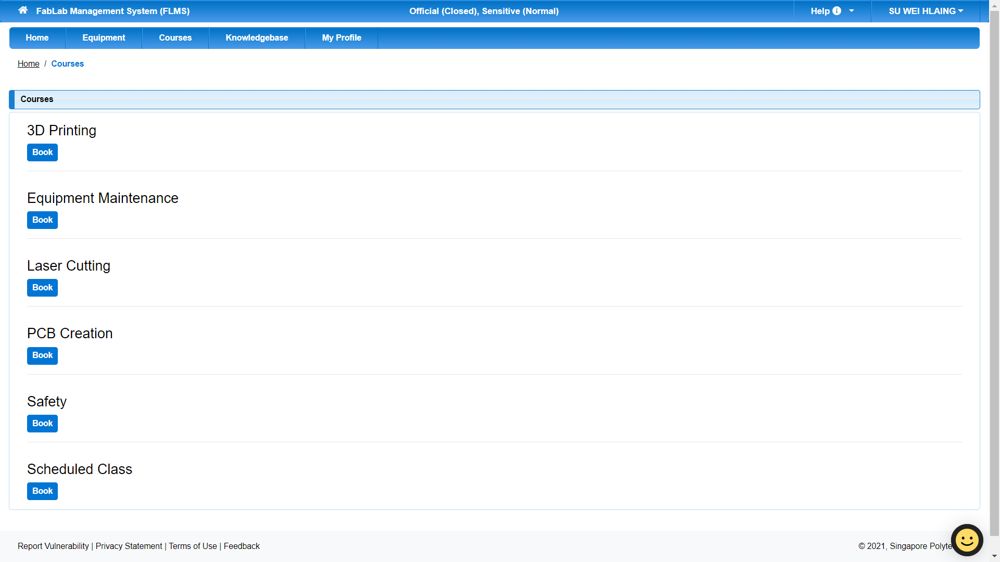 FabLab Management System (FLMS)
Official (Closed), Sensitive (Normal)
Help
SU WEI HLAING
Home
Equipment
Courses
Knowledgebase
My Profile
Home / Courses
Courses
3D Printing
Book
Equipment Maintenance
Book
Laser Cutting
Book
PCB Creation
Book
Safety
Book
Scheduled Class
Book
Report Vulnerability | Privacy Statement | Terms of Use | Feedback
© 2021, Singapore Polyte